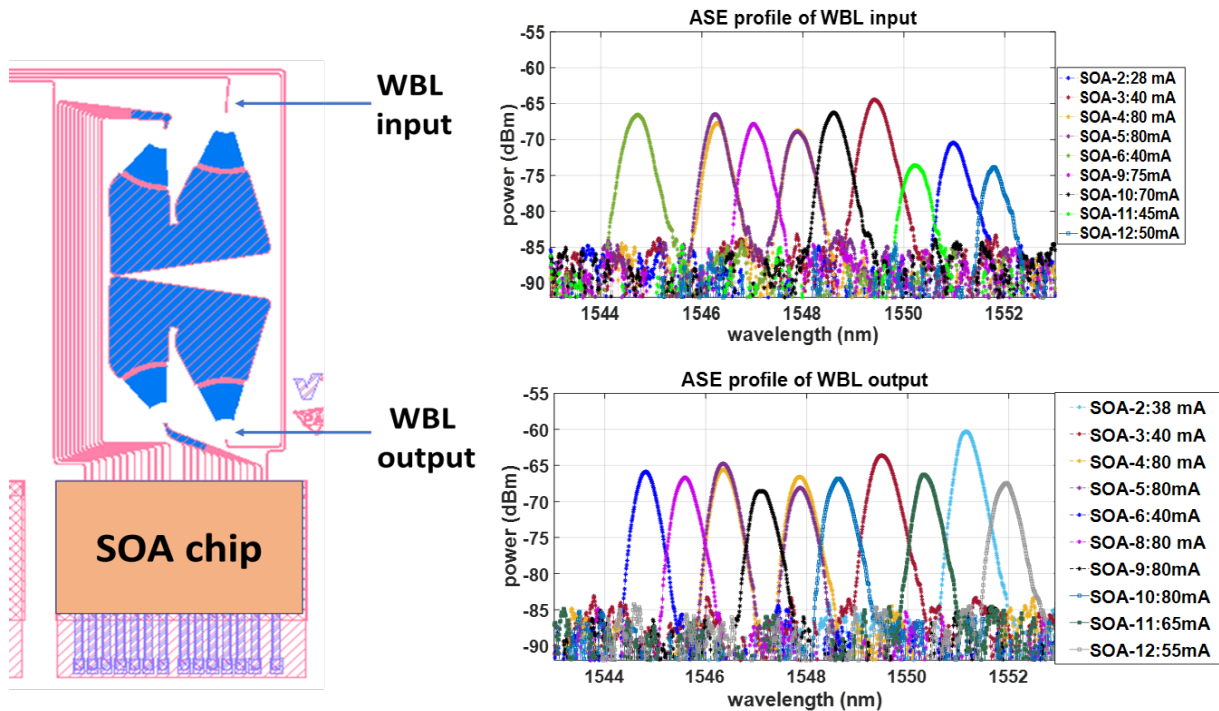 WBL
input
WBL
output
SOA chip
ASE profile of WBL input
power (dBm)
-55
-60
-65
-70
-75
-80
-85
-90
1544
1546
1548
1550
1552
wavelength (nm)
SOA-2:28 mA
SOA-3:40 mA
SOA-4:80 mA
SOA-5:80mA
SOA-6:40mA
SOA-9:75mA
SOA-10:70mA
SOA-11:45mA
SOA-12:50mA
ASE profile of WBL output
power (dBm)
-55
-60
-65
-70
-75
-80
-85
-90
1544
1546
1548
1550
1552
wavelength (nm)
SOA-2:38 mA
SOA-3:40 mA
SOA-4:80 mA
SOA-5:80mA
SOA-6:40mA
SOA-8:80 mA
SOA-9:80mA
SOA-10:80mA
SOA-11:65mA
SOA-12:55mA